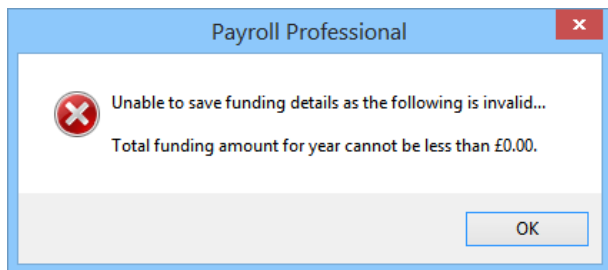 Payroll Professional
Unable to save funding details as the following is invalid...
Total funding amount for year cannot be less than £0.00.
OK